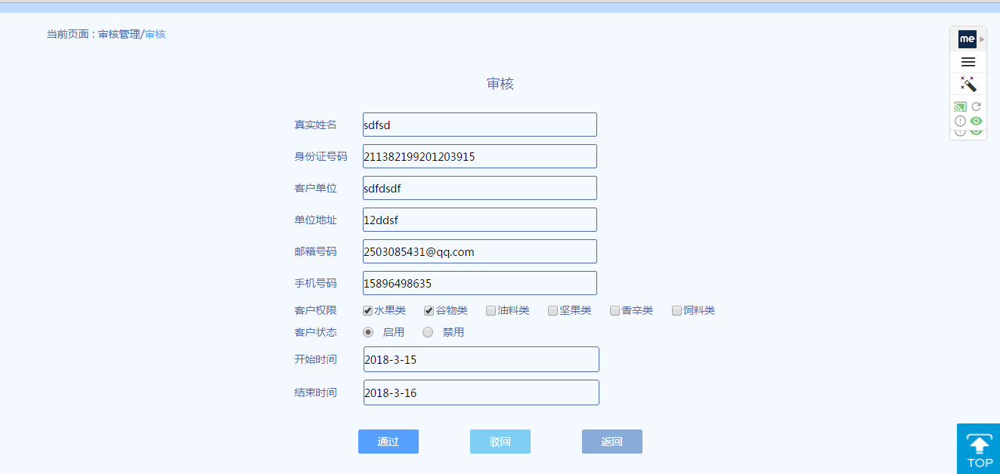 当前页面 : 审核管理/审核
me
审核
真实姓名 sdfsd
身份证号码 211382199201203915
客户单位 sdfdsdf
单位地址 12ddsf
邮箱号码 2503085431@qq.com
手机号码 15896498635
客户权限 水果类 谷物类 油料类 坚果类 香辛类 饲料类
客户状态 启用 禁用
开始时间 2018-3-15
结束时间 2018-3-16
通过 驳回 返回
TOP